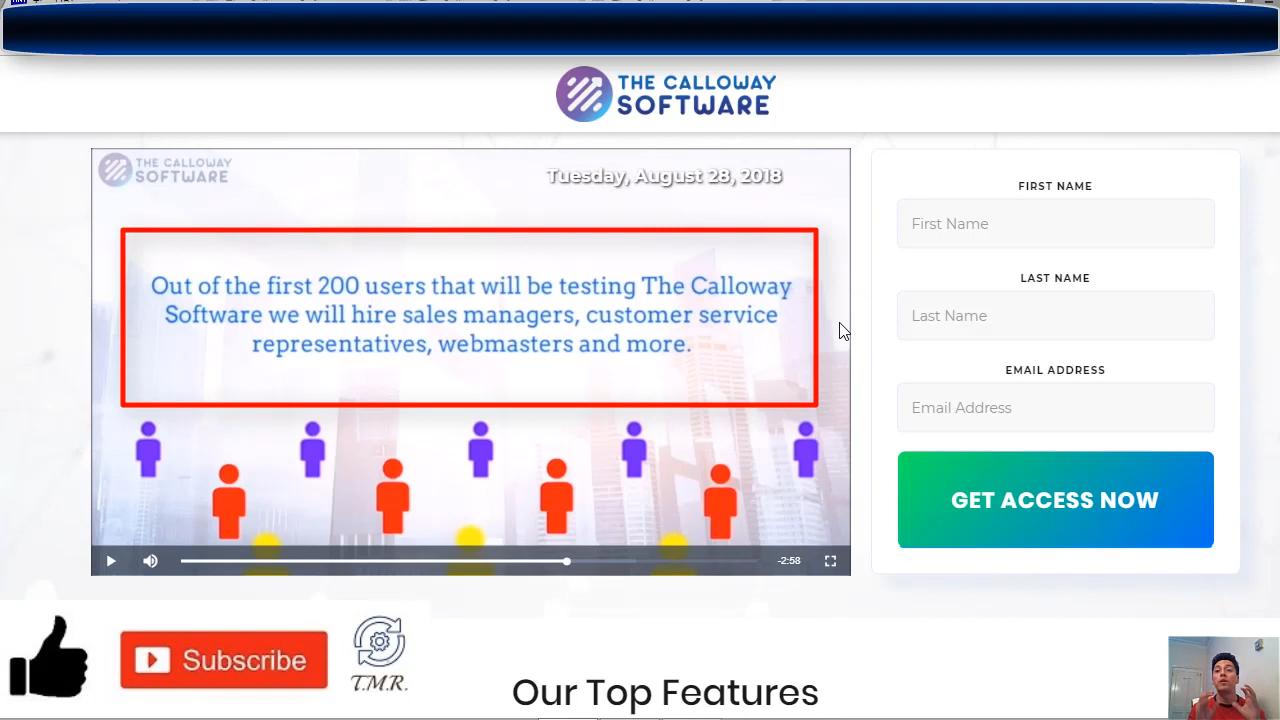 THE CALLOWAY
SOFTWARE
THE CALLOWAY
SOFTWARE
Tuesday, August 28, 2018
Out of the first 200 users that will be testing The Calloway
Software we will hire sales managers, customer service
representatives, webmasters and more.
-2:58
FIRST NAME
First Name
LAST NAME
Last Name
EMAIL ADDRESS
Email Address
GET ACCESS NOW
Subscribe
T.M.R.
Our Top Features